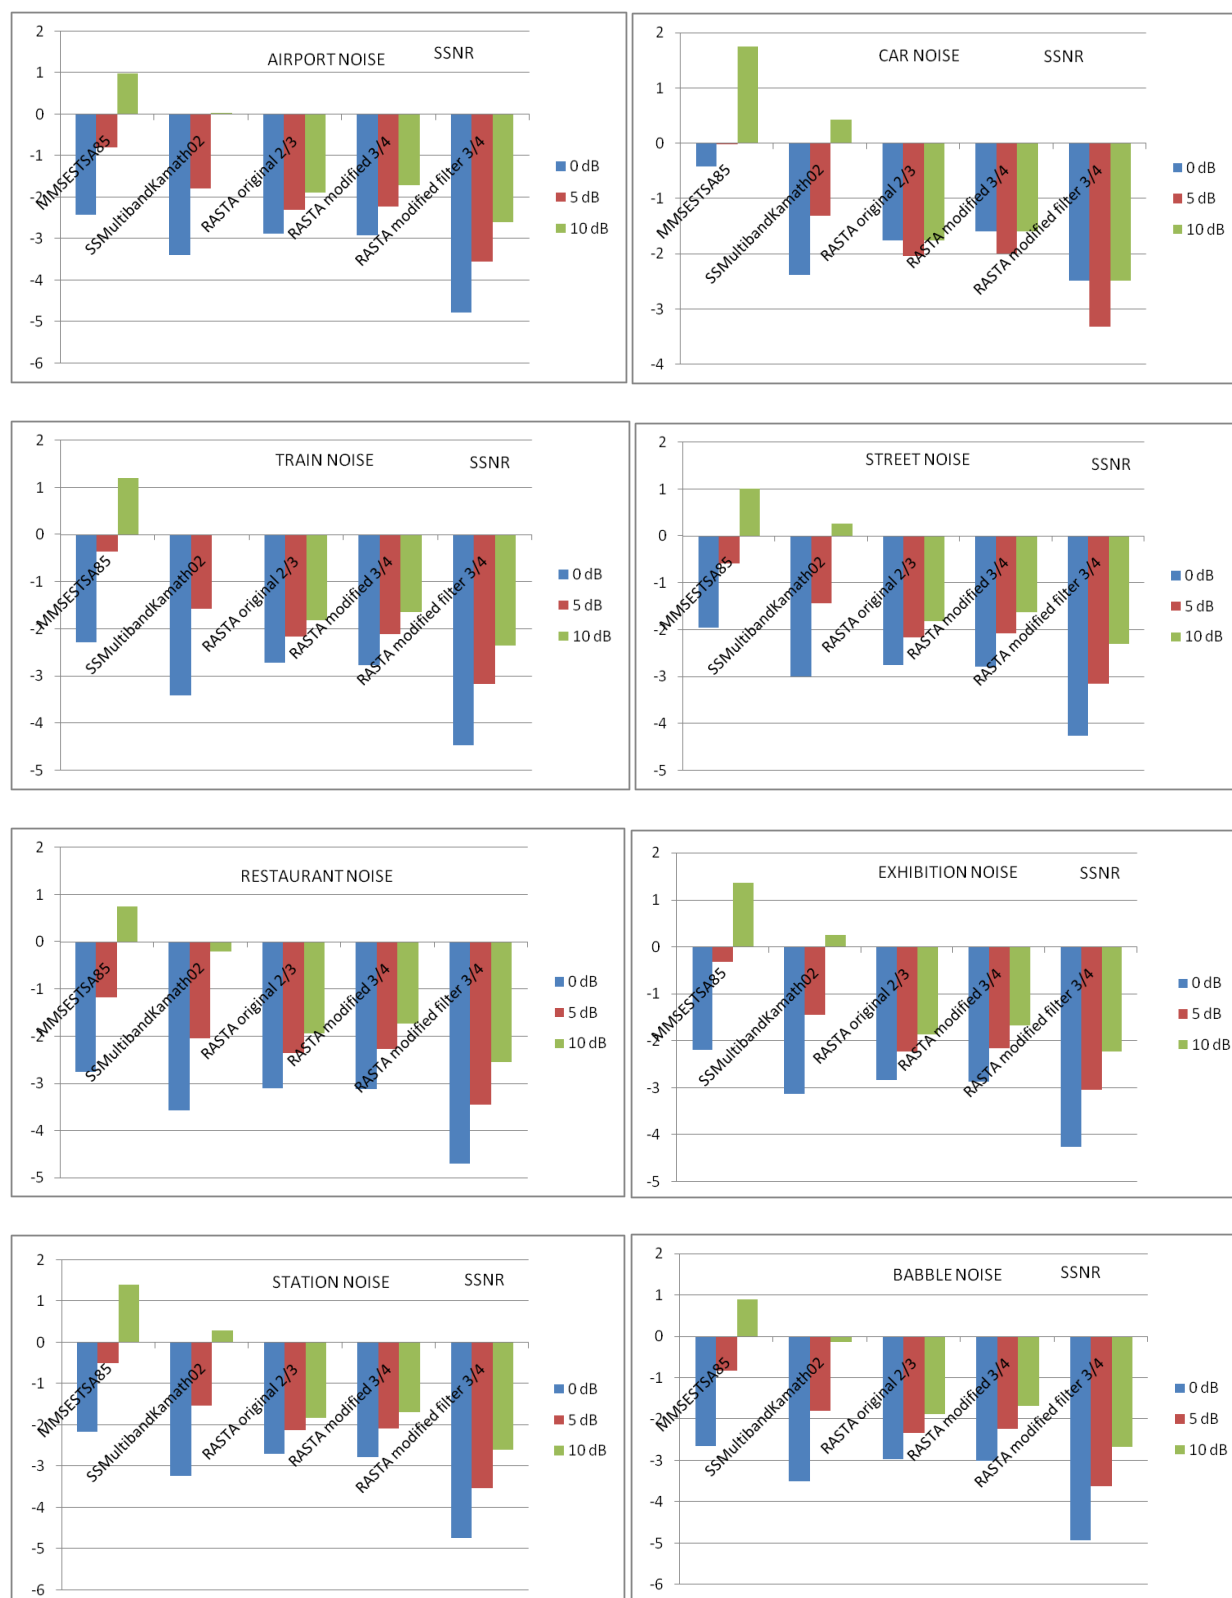 AIRPORT NOISE SSNR
2
1
0
-1
-2
-3
-4
-5
-6
MMSESTSA85
SSMultibandKamath02
RASTA original 2/3
RASTA modified 3/4
RASTA modified filter 3/4
0 dB
5 dB
10 dB
CAR NOISE SSNR
2
1
0
-1
-2
-3
-4
MMSESTSA85
SSMultibandKamath02
RASTA original 2/3
RASTA modified 3/4
RASTA modified filter 3/4
0 dB
5 dB
10 dB
TRAIN NOISE SSNR
2
1
0
-1
-2
-3
-4
-5
MMSESTSA85
SSMultibandKamath02
RASTA original 2/3
RASTA modified 3/4
RASTA modified filter 3/4
0 dB
5 dB
10 dB
STREET NOISE SSNR
2
1
0
-1
-2
-3
-4
-5
MMSESTSA85
SSMultibandKamath02
RASTA original 2/3
RASTA modified 3/4
RASTA modified filter 3/4
0 dB
5 dB
10 dB
RESTAURANT NOISE
2
1
0
-1
-2
-3
-4
-5
MMSESTSA85
SSMultibandKamath02
RASTA original 2/3
RASTA modified 3/4
RASTA modified filter 3/4
0 dB
5 dB
10 dB
EXHIBITION NOISE SSNR
2
1
0
-1
-2
-3
-4
-5
MMSESTSA85
SSMultibandKamath02
RASTA original 2/3
RASTA modified 3/4
RASTA modified filter 3/4
0 dB
5 dB
10 dB
STATION NOISE SSNR
2
1
0
-1
-2
-3
-4
-5
-6
MMSESTSA85
SSMultibandKamath02
RASTA original 2/3
RASTA modified 3/4
RASTA modified filter 3/4
0 dB
5 dB
10 dB
BABBLE NOISE SSNR
2
1
0
-1
-2
-3
-4
-5
-6
MMSESTSA85
SSMultibandKamath02
RASTA original 2/3
RASTA modified 3/4
RASTA modified filter 3/4
0 dB
5 dB
10 dB